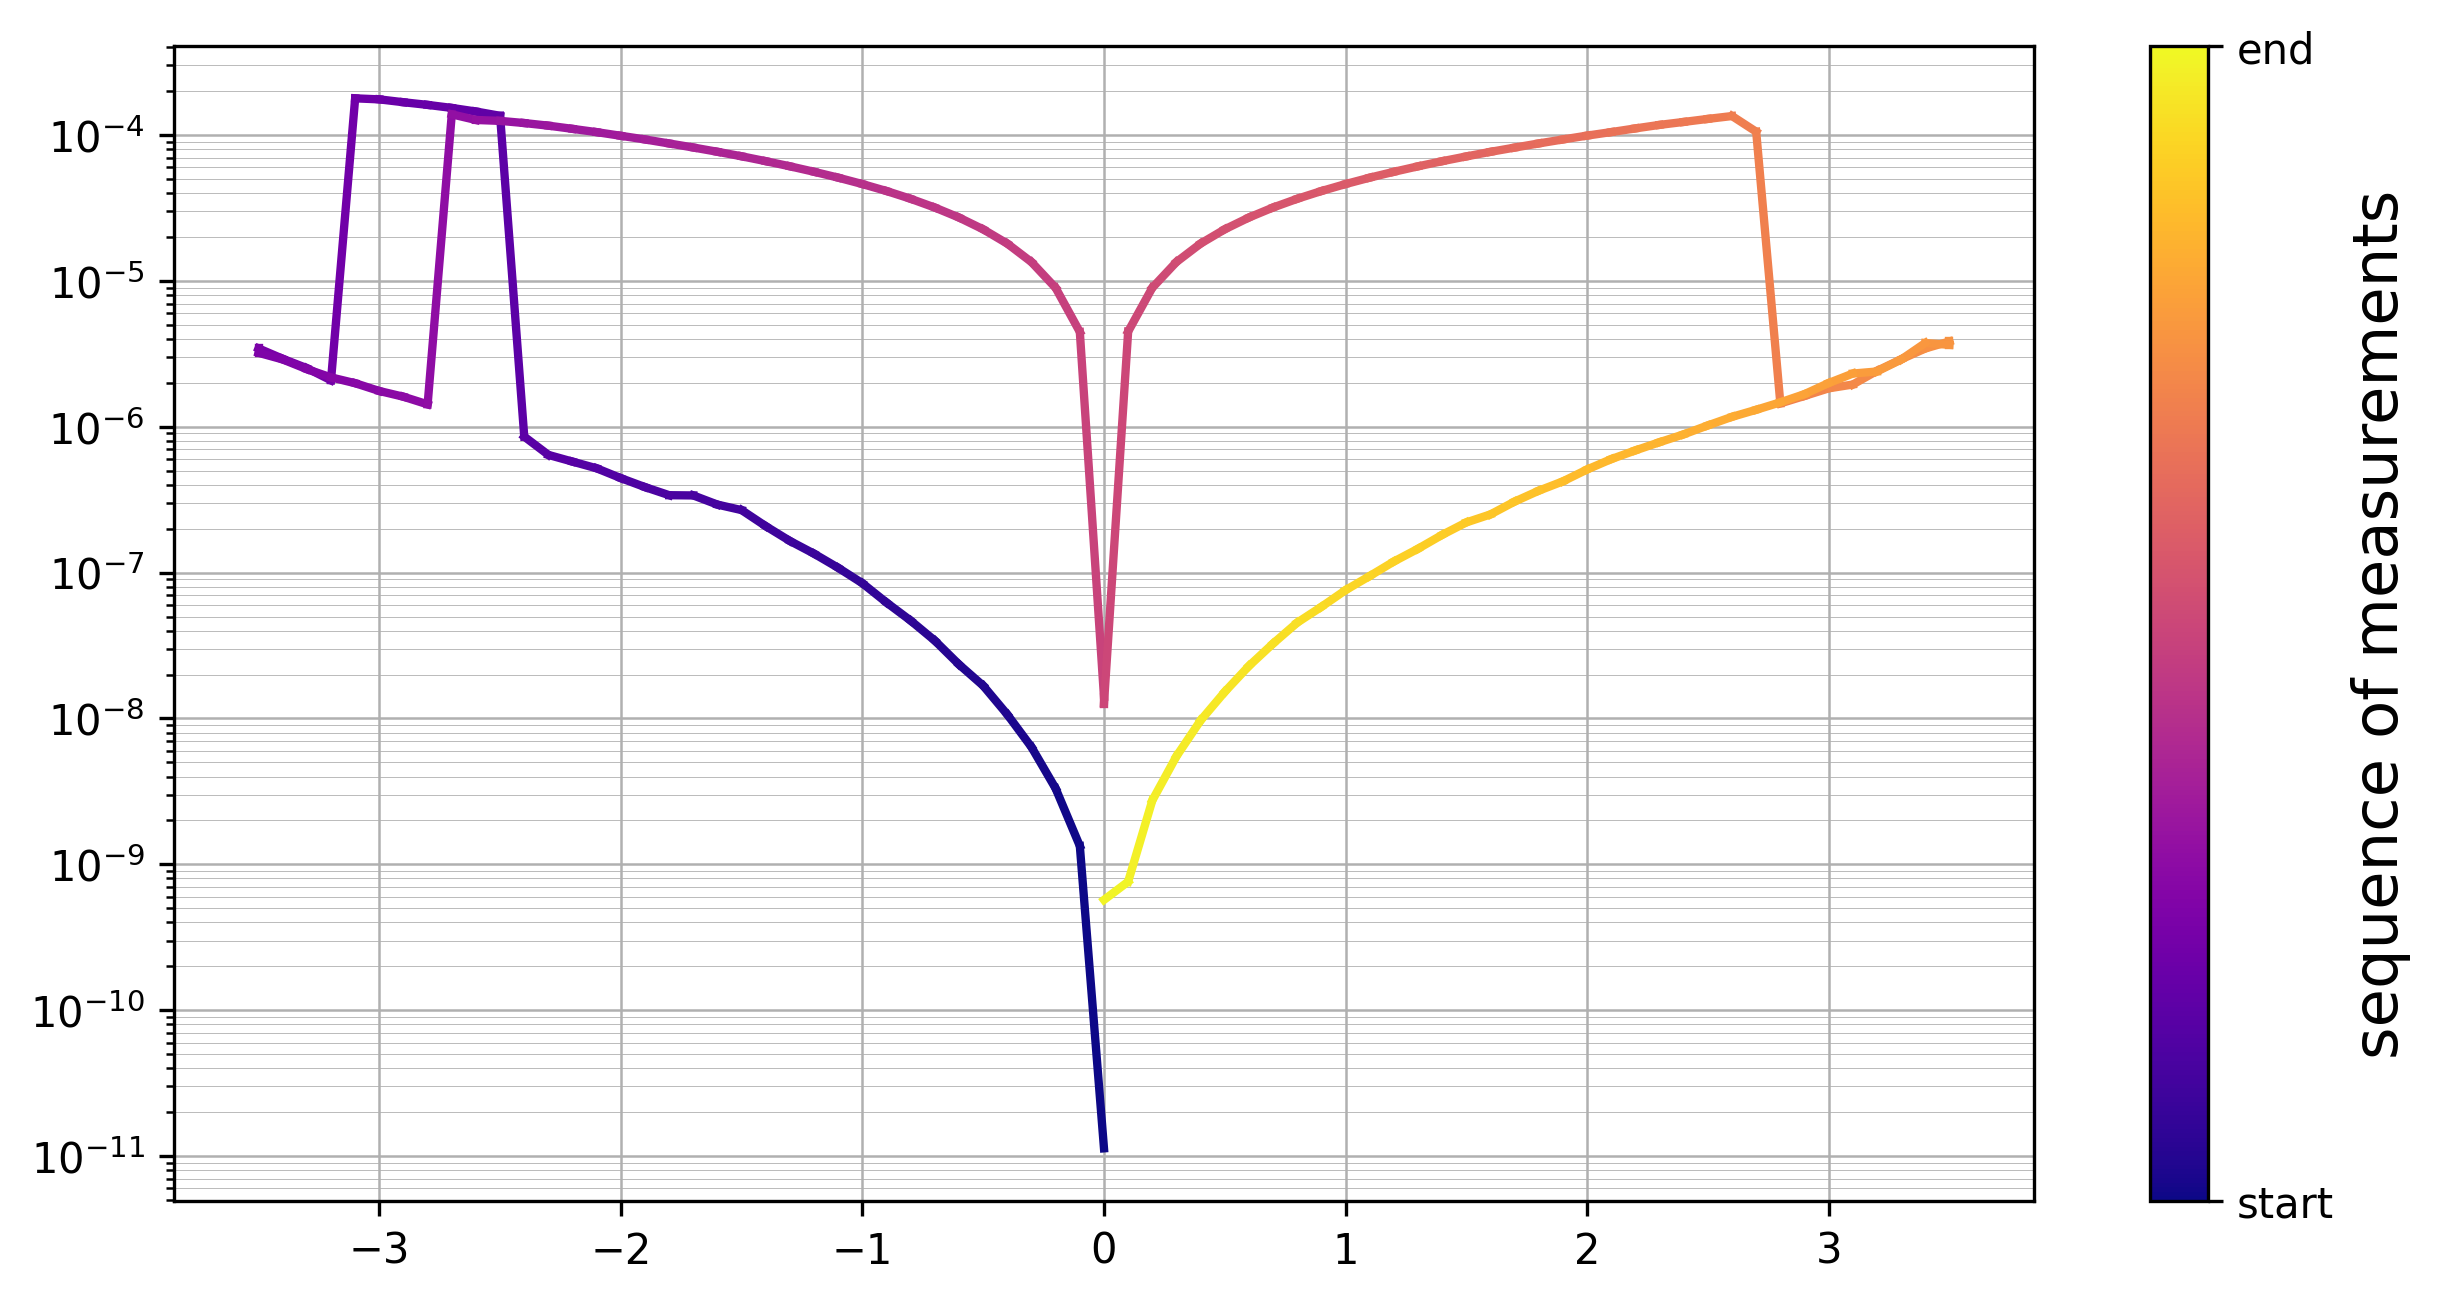 10⁻⁴
10⁻⁵
10⁻⁶
10⁻⁷
10⁻⁸
10⁻⁹
10⁻¹⁰
10⁻¹¹
−3 −2 −1 0 1 2 3
end
start
sequence of measurements